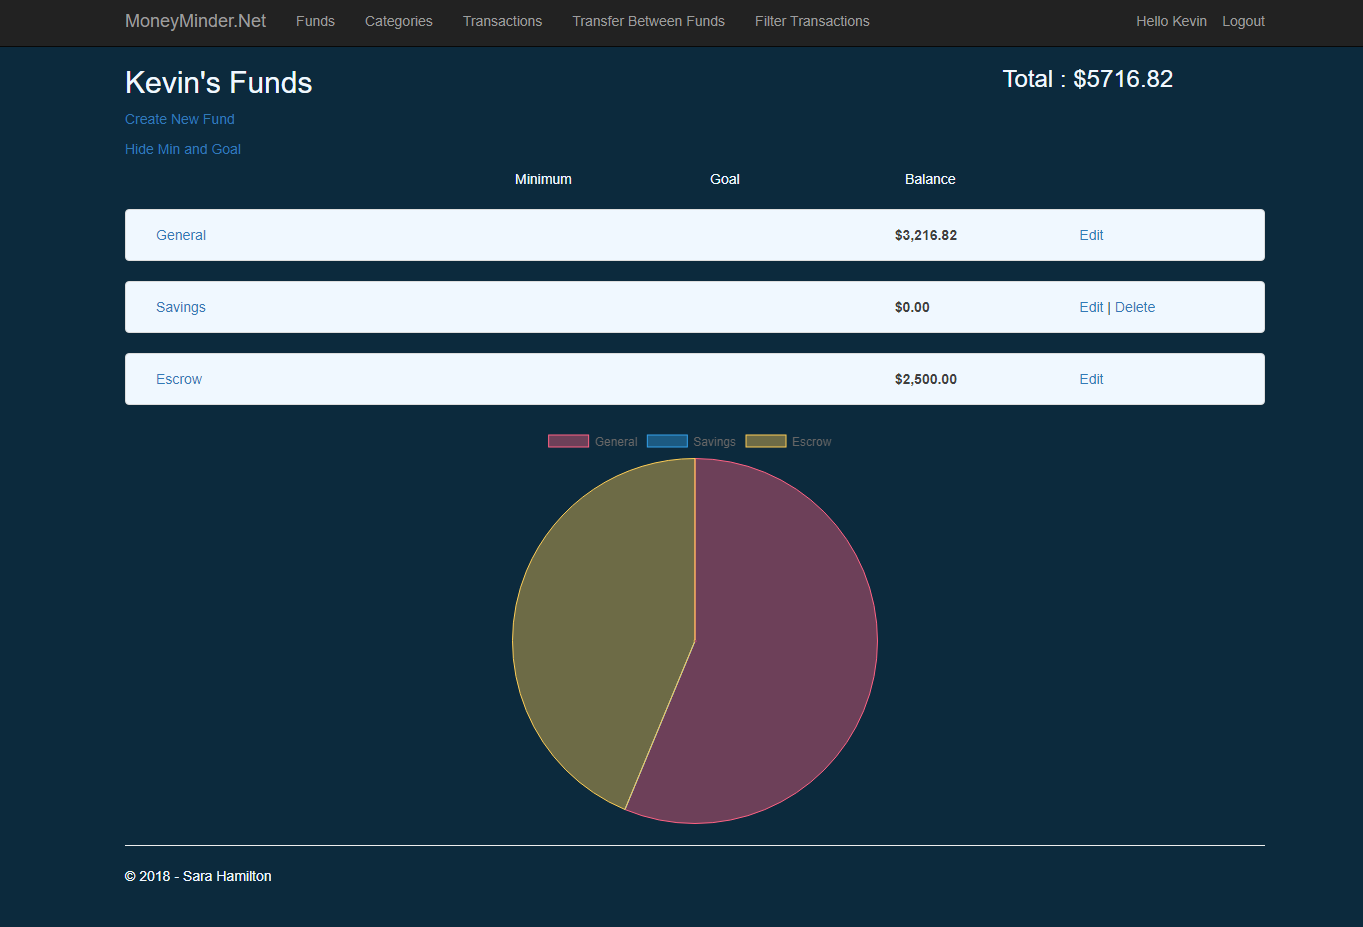 MoneyMinder.Net Funds Categories Transactions Transfer Between Funds Filter Transactions Hello Kevin Logout
Kevin's Funds Total : $5716.82
Create New Fund
Hide Min and Goal
Minimum Goal Balance
General $3,216.82 Edit
Savings $0.00 Edit | Delete
Escrow $2,500.00 Edit
General Savings Escrow
© 2018 - Sara Hamilton